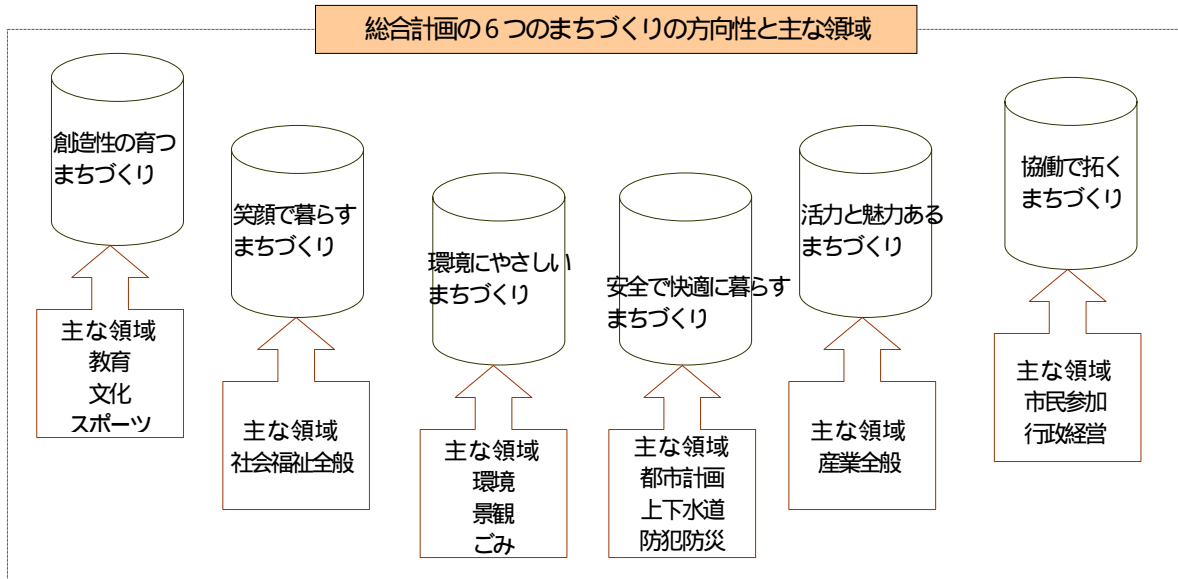 総合計画の６つのまちづくりの方向性と主な領域
創造性の育つ
まちづくり
主な領域
教育
文化
スポーツ
笑顔で暮らす
まちづくり
主な領域
社会福祉全般
環境にやさしい
まちづくり
主な領域
環境
景観
ごみ
安全で快適に暮らす
まちづくり
主な領域
都市計画
上下水道
防犯防災
活力と魅力ある
まちづくり
主な領域
産業全般
協働で拓く
まちづくり
主な領域
市民参加
行政経営